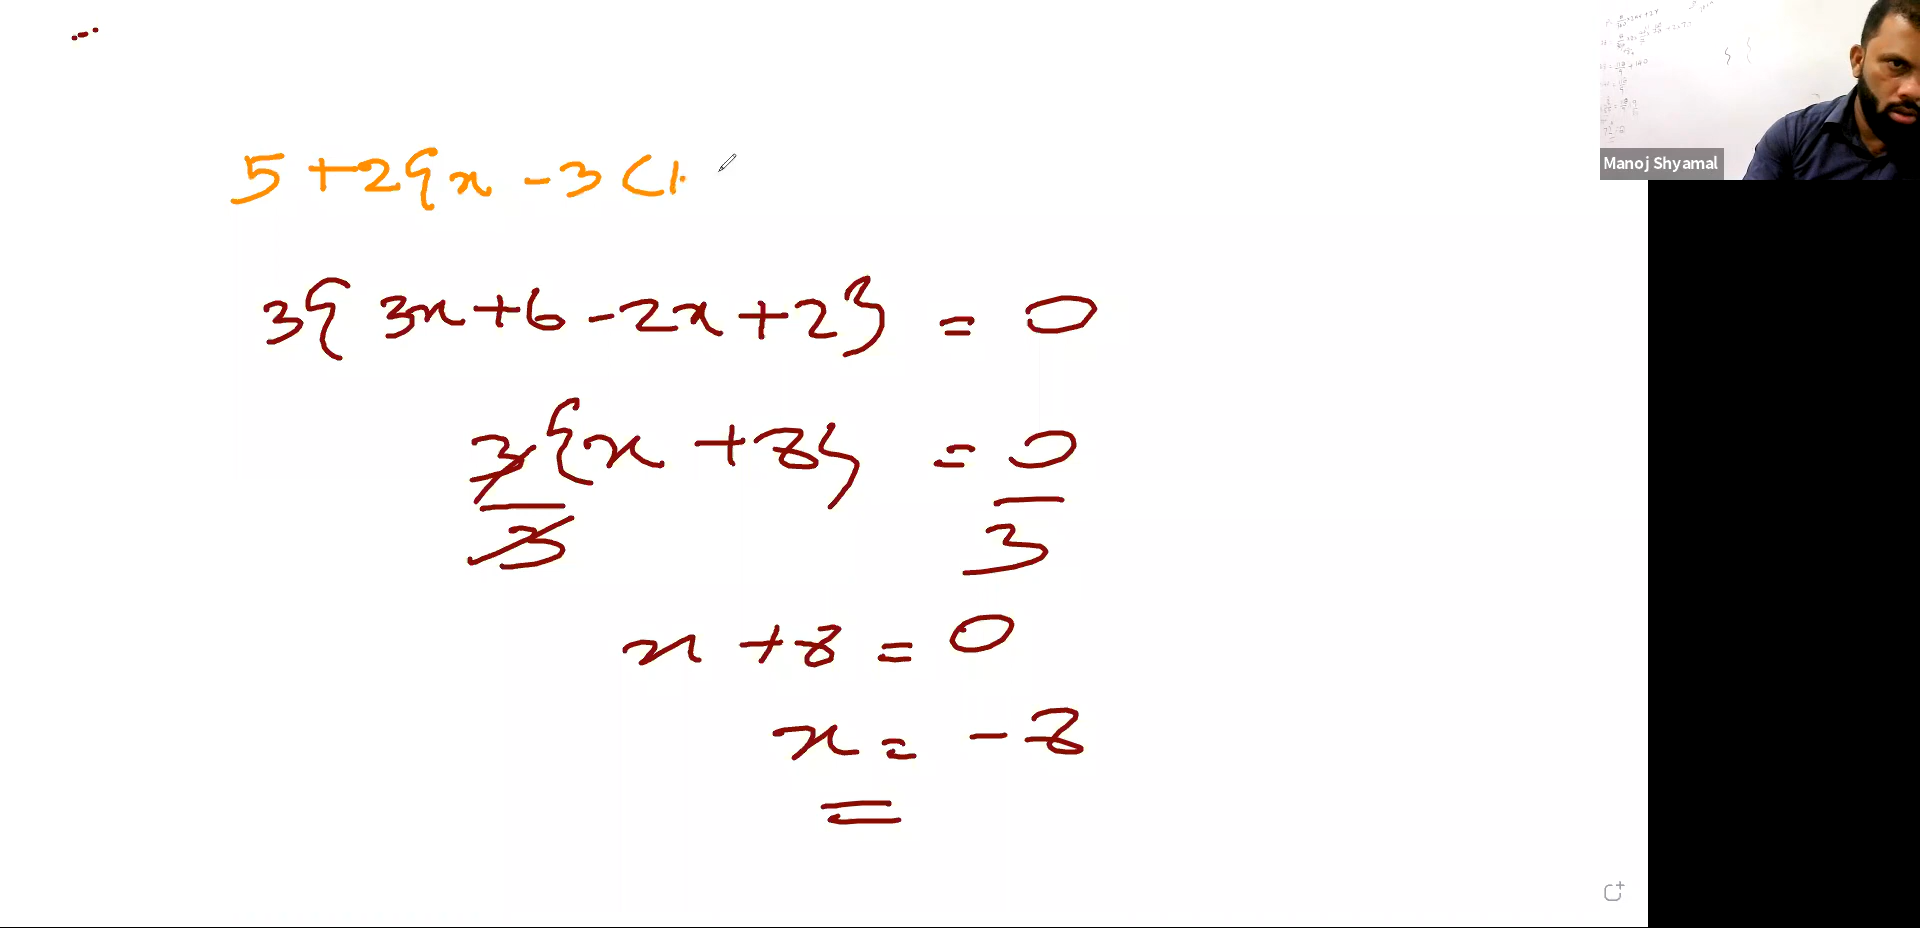 5 + 2{x - 3(1.
3{ 3x + 6 - 2x + 2} = 0
3{x + 8} = 0
3 3
x + 8 = 0
x = - 8
Manoj Shyamal